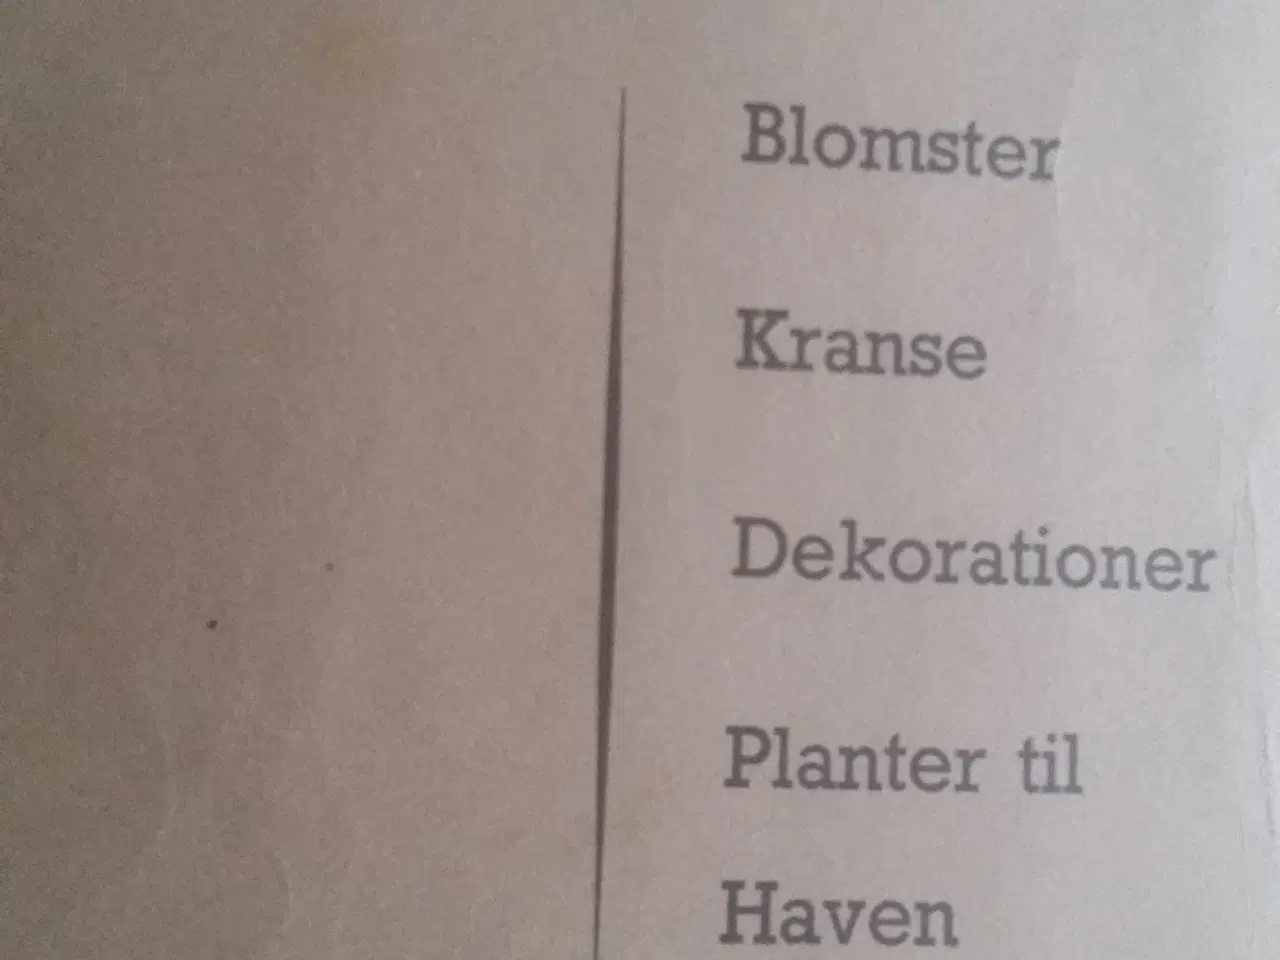 Blomster
Kranse
Dekorationer
Planter til
Haven